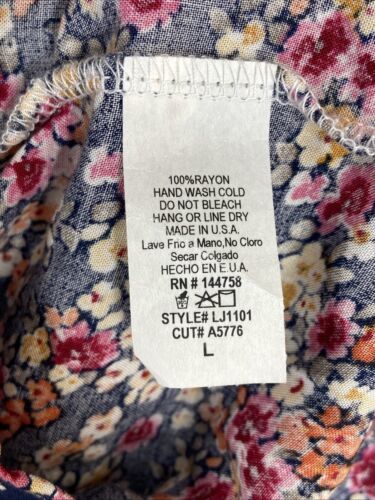 100%RAYON
HAND WASH COLD
DO NOT BLEACH
HANG OR LINE DRY
MADE IN U.S.A.
Lave Frio a Mano,No Cloro
Secar Colgado
HECHO EN E.U.A.
RN # 144758
STYLE# LJ1101
CUT# A5776
L